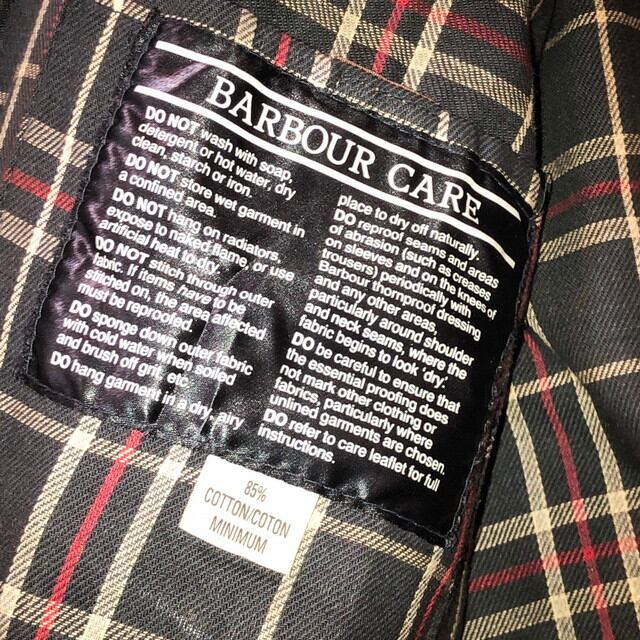 BARBOUR CARE
DO NOT wash with soap,
detergent or hot water, dry
clean, starch or iron.
DO NOT store wet garment in
a confined area.
DO NOT hang on radiators,
expose to naked flame, or use
artificial heat to dry.
DO NOT stitch through outer
fabric. If items have to be
stitched on, the area affected
must be reproofed.
DO sponge down outer fabric
with cold water when soiled
and brush off grit, etc.
DO hang garment in a dry, airy
place to dry off naturally.
DO reproof seams and areas
of abrasion (such as creases
on sleeves and on the knees of
trousers) periodically with
Barbour thornproof dressing
and any other areas,
particularly around shoulder
and neck seams, where the
fabric begins to look 'dry'.
DO be careful to ensure that
the essential proofing does
not mark other clothing or
fabrics, particularly where
unlined garments are chosen.
DO refer to care leaflet for full
instructions.
85%
COTTON/COTON
MINIMUM